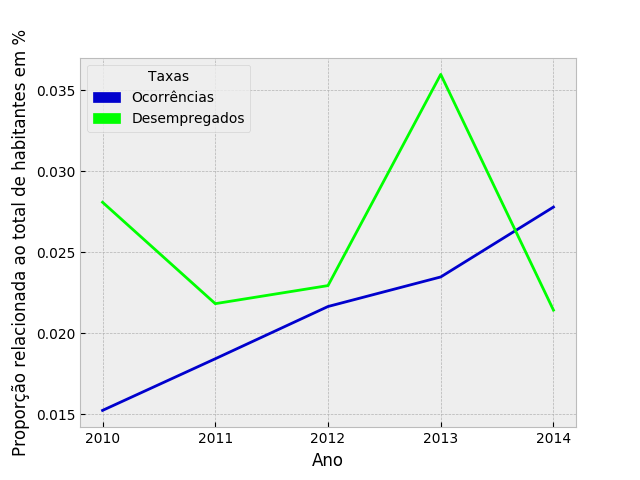 Proporção relacionada ao total de habitantes em %
0.035
0.030
0.025
0.020
0.015
Taxas
Ocorrências
Desempregados
2010 2011 2012 2013 2014
Ano